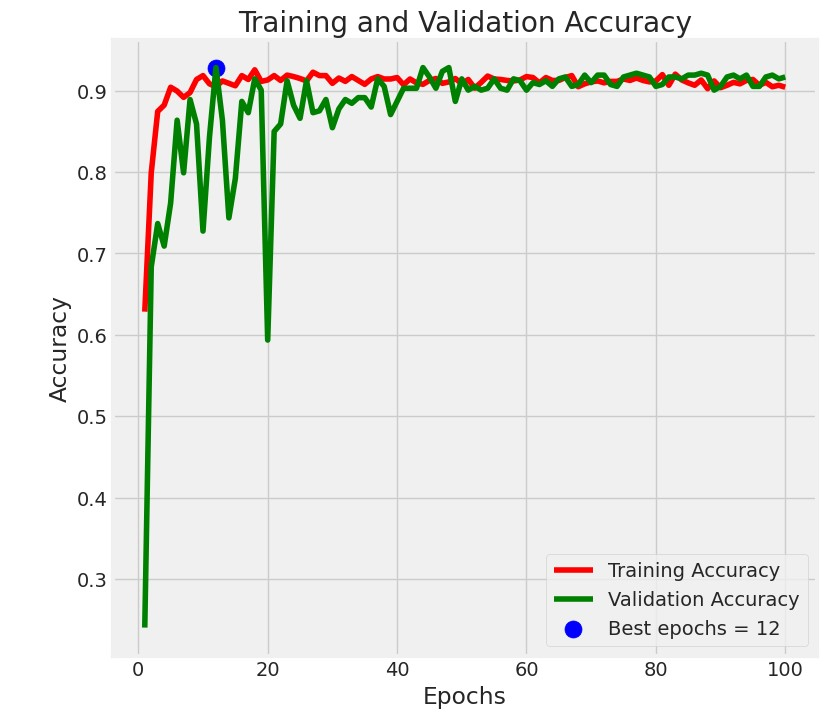 Training and Validation Accuracy
Accuracy
0.9
0.8
0.7
0.6
0.5
0.4
0.3
Training Accuracy
Validation Accuracy
Best epochs = 12
0 20 40 60 80 100
Epochs